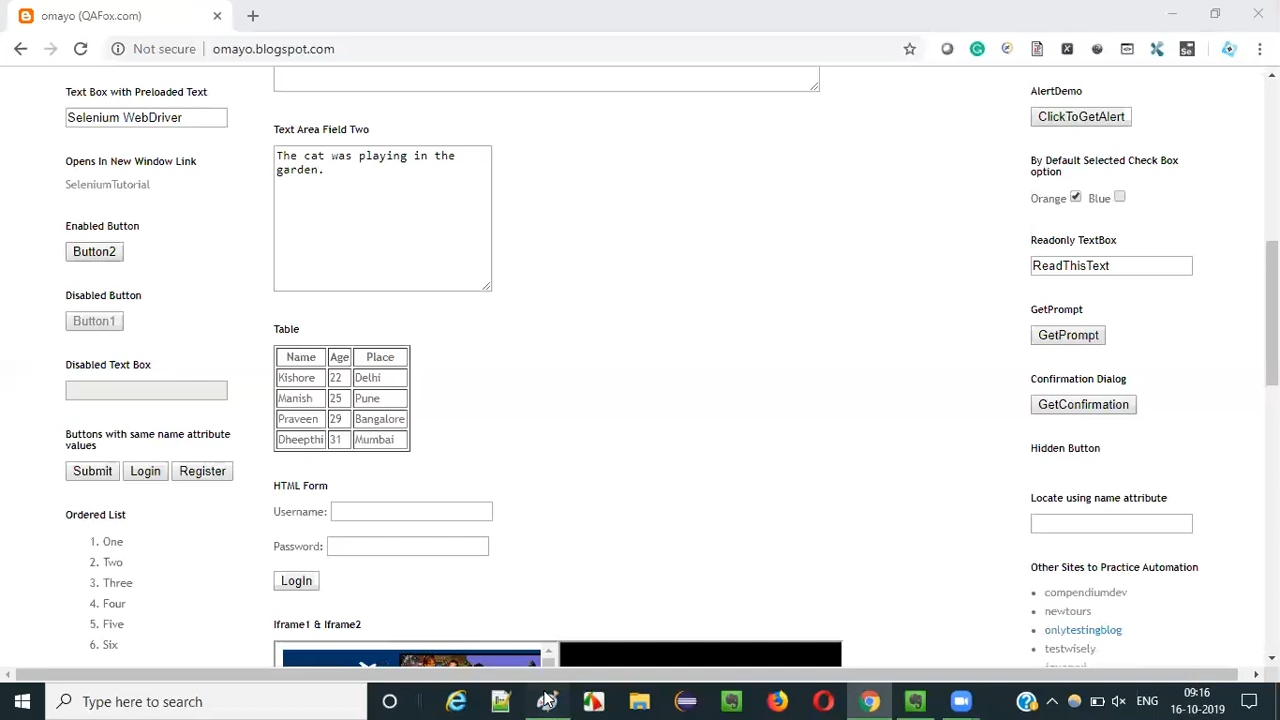 omayo (QAFox.com)
Not secure
omayo.blogspot.com
Text Box with Preloaded Text
Selenium WebDriver
Opens In New Window Link
SeleniumTutorial
Enabled Button
Button2
Disabled Button
Button1
Disabled Text Box
Buttons with same name attribute
values
Submit Login Register
Ordered List
1. One
2. Two
3. Three
4. Four
5. Five
6. Six
Text Area Field Two
The cat was playing in the
garden.
Table
Name Age Place
Kishore 22 Delhi
Manish 25 Pune
Praveen 29 Bangalore
Dheepthi 31 Mumbai
HTML Form
Username:
Password:
LogIn
Iframe1 & Iframe2
AlertDemo
ClickToGetAlert
By Default Selected Check Box
option
Orange Blue
Readonly TextBox
ReadThisText
GetPrompt
GetPrompt
Confirmation Dialog
GetConfirmation
Hidden Button
Locate using name attribute
Other Sites to Practice Automation
compendiumdev
newtours
onlytestingblog
testwisely
Type here to search
ENG
09:16
16-10-2019